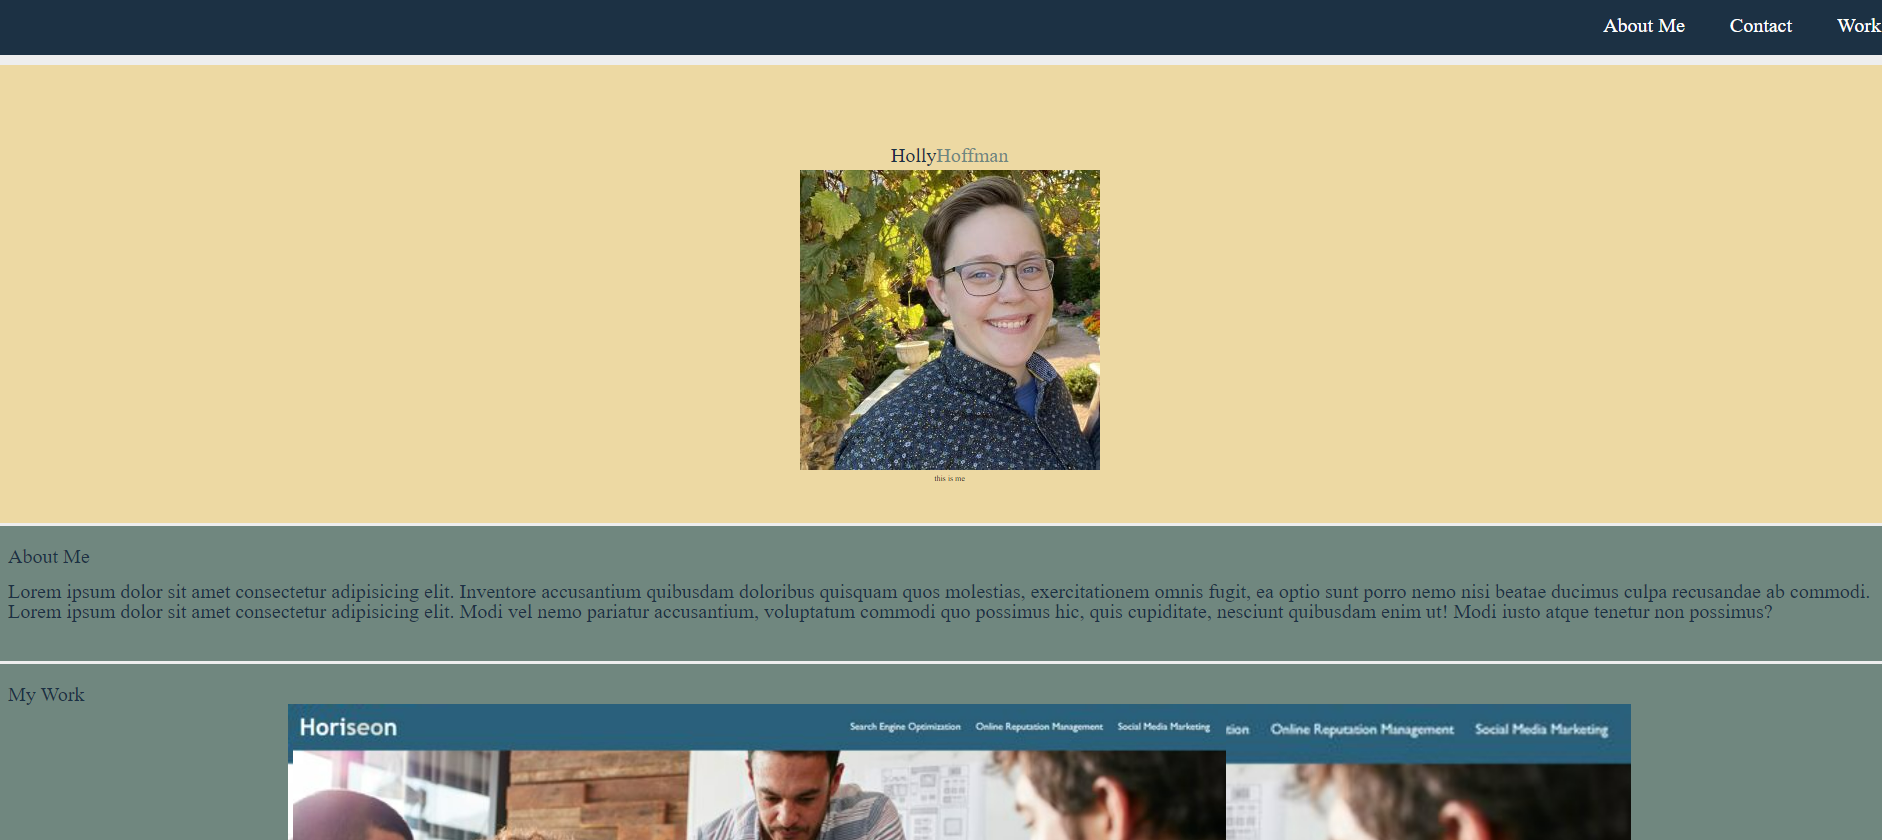 About Me Contact Work
HollyHoffman
this is me
About Me
Lorem ipsum dolor sit amet consectetur adipisicing elit. Inventore accusantium quibusdam doloribus quisquam quos molestias, exercitationem omnis fugit, ea optio sunt porro nemo nisi beatae ducimus culpa recusandae ab commodi.
Lorem ipsum dolor sit amet consectetur adipisicing elit. Modi vel nemo pariatur accusantium, voluptatum commodi quo possimus hic, quis cupiditate, nesciunt quibusdam enim ut! Modi iusto atque tenetur non possimus?
My Work
Horiseon Search Engine Optimization Online Reputation Management Social Media Marketing tion Online Reputation Management Social Media Marketing